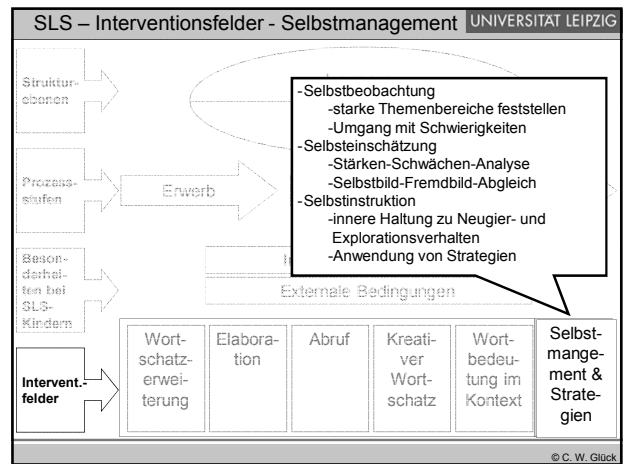 SLS – Interventionsfelder - Selbstmanagement
UNIVERSITÄT LEIPZIG
Struktur-
ebenen
-Selbstbeobachtung
-starke Themenbereiche feststellen
-Umgang mit Schwierigkeiten
-Selbsteinschätzung
-Stärken-Schwächen-Analyse
-Selbstbild-Fremdbild-Abgleich
-Selbstinstruktion
-innere Haltung zu Neugier- und
Explorationsverhalten
-Anwendung von Strategien
Prozess-
stufen
Erwerb
Beson-
derhei-
ten bei
SLS-
Kindern
Externale Bedingungen
Intervent.-
felder
Wort-
schatz-
erwei-
terung
Elabora-
tion
Abruf
Kreati-
ver
Wort-
schatz
Wort-
bedeu-
tung im
Kontext
Selbst-
mange-
ment &
Strate-
gien
© C. W. Glück